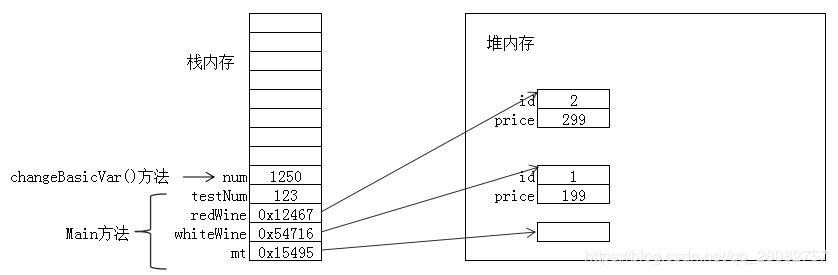 栈内存
堆内存
id 2
price 299
changeBasicVar()方法 num 1250
id 1
testNum 123
price 199
redWine 0x12467
Main方法 whiteWine 0x54716
mt 0x15495
https://blog.csdn.net/qq_28082757